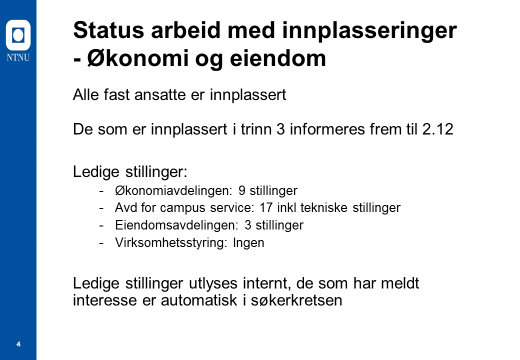 Status arbeid med innplasseringer
- Økonomi og eiendom
NTNU
Alle fast ansatte er innplassert
De som er innplassert i trinn 3 informeres frem til 2.12
Ledige stillinger:
- Økonomiavdelingen: 9 stillinger
- Avd for campus service: 17 inkl tekniske stillinger
- Eiendomsavdelingen: 3 stillinger
- Virksomhetsstyring: Ingen
Ledige stillinger utlyses internt, de som har meldt
interesse er automatisk i søkerkretsen
4